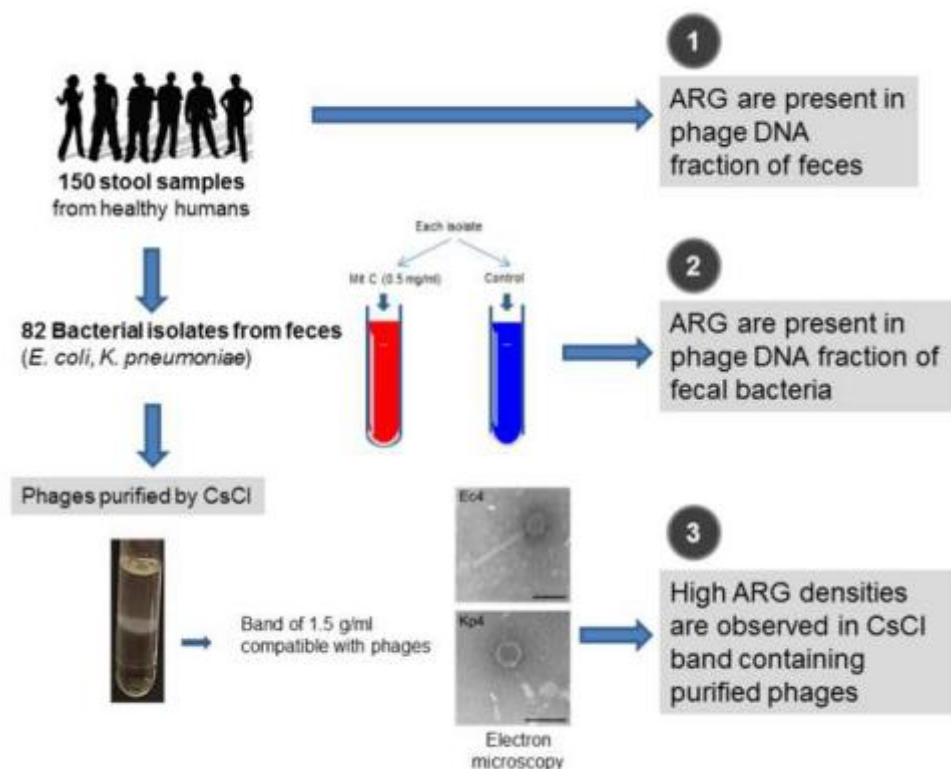 1
ARG are present in
phage DNA
fraction of feces
150 stool samples
from healthy humans
Each isolate
Mit C (0.5 mg/ml)
Control
2
82 Bacterial isolates from feces
(E. coli, K. pneumoniae)
ARG are present in
phage DNA fraction of
fecal bacteria
Phages purified by CsCl
Ec4
Kp4
Band of 1.5 g/ml
compatible with phages
Electron
microscopy
3
High ARG densities
are observed in CsCl
band containing
purified phages